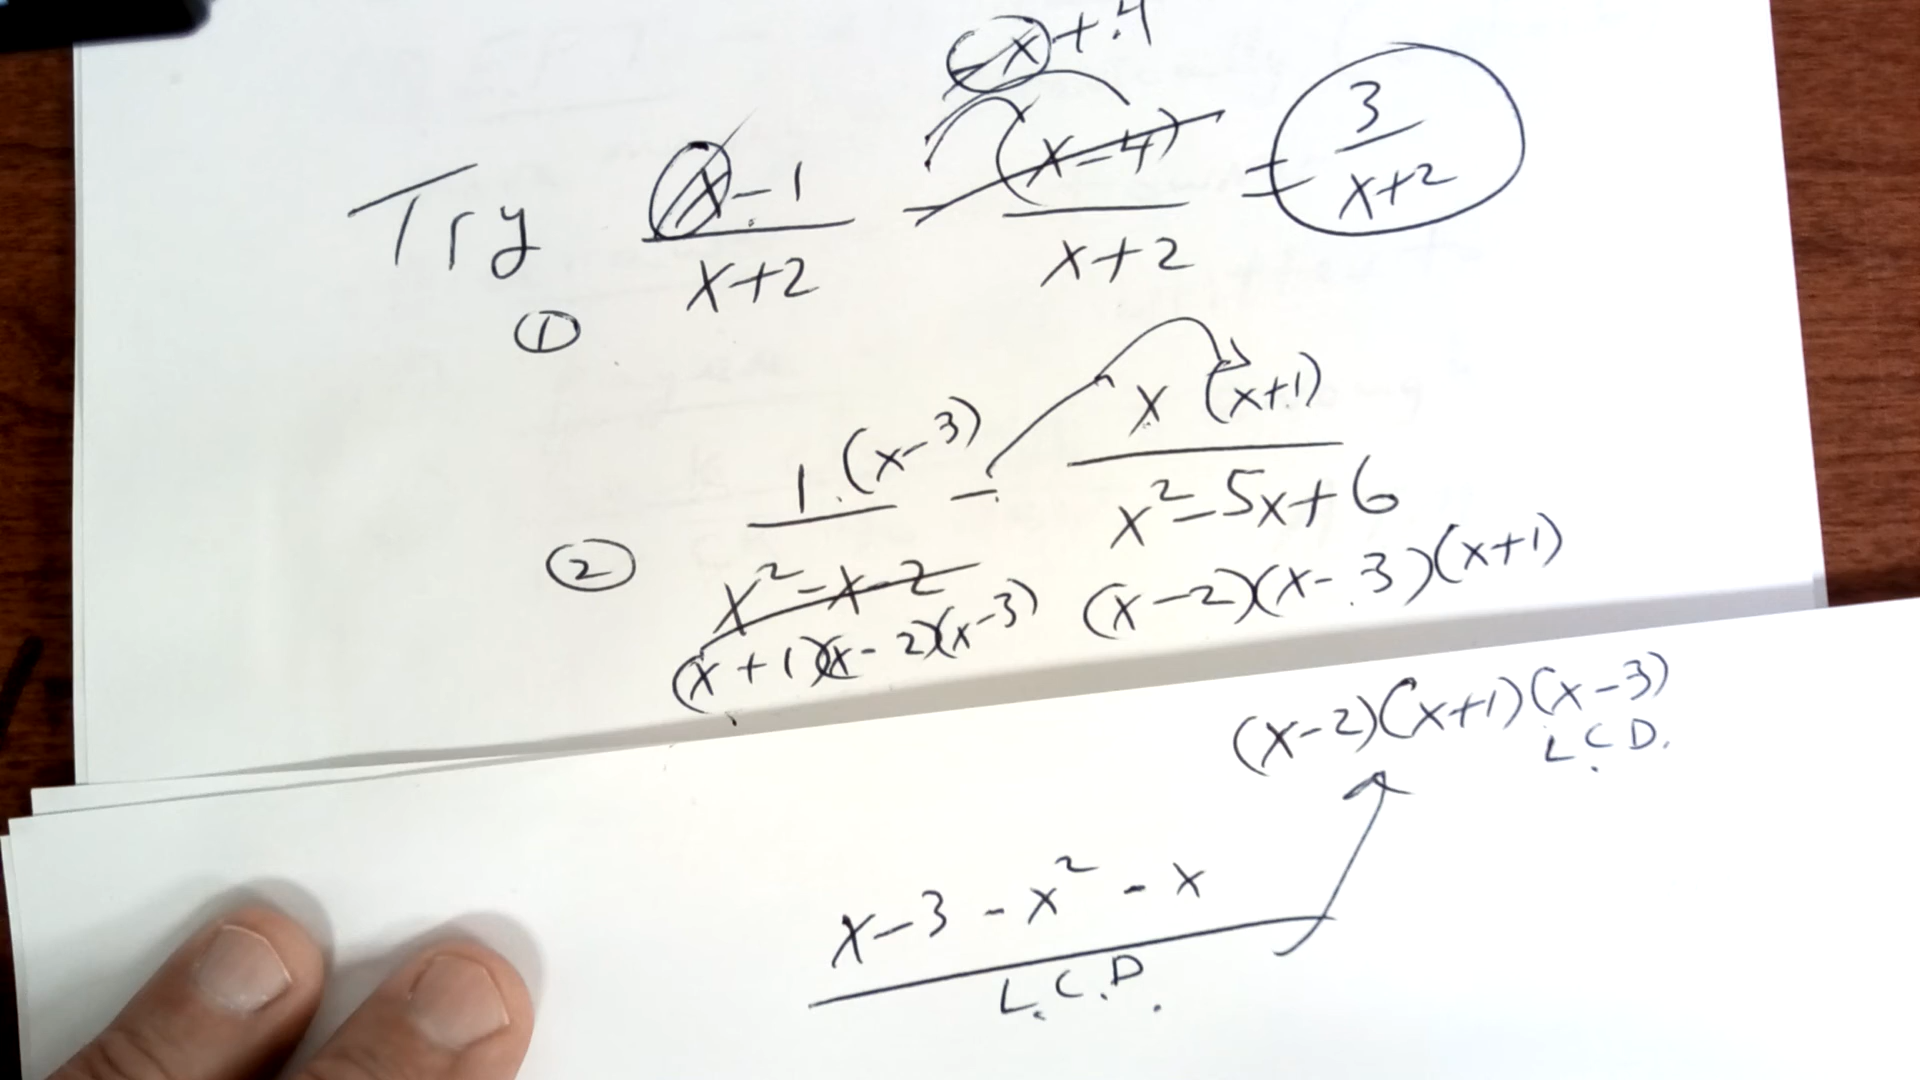 -x+4
Try x-1/x+2 - (x-4)/x+2 = 3/x+2
①
② 1(x-3)/x²-x-2 - x(x+1)/x²-5x+6
(x+1)(x-2)(x-3) (x-2)(x-3)(x+1)
(x-2)(x+1)(x-3)
L.C.D.
x-3-x²-x
L.C.D.